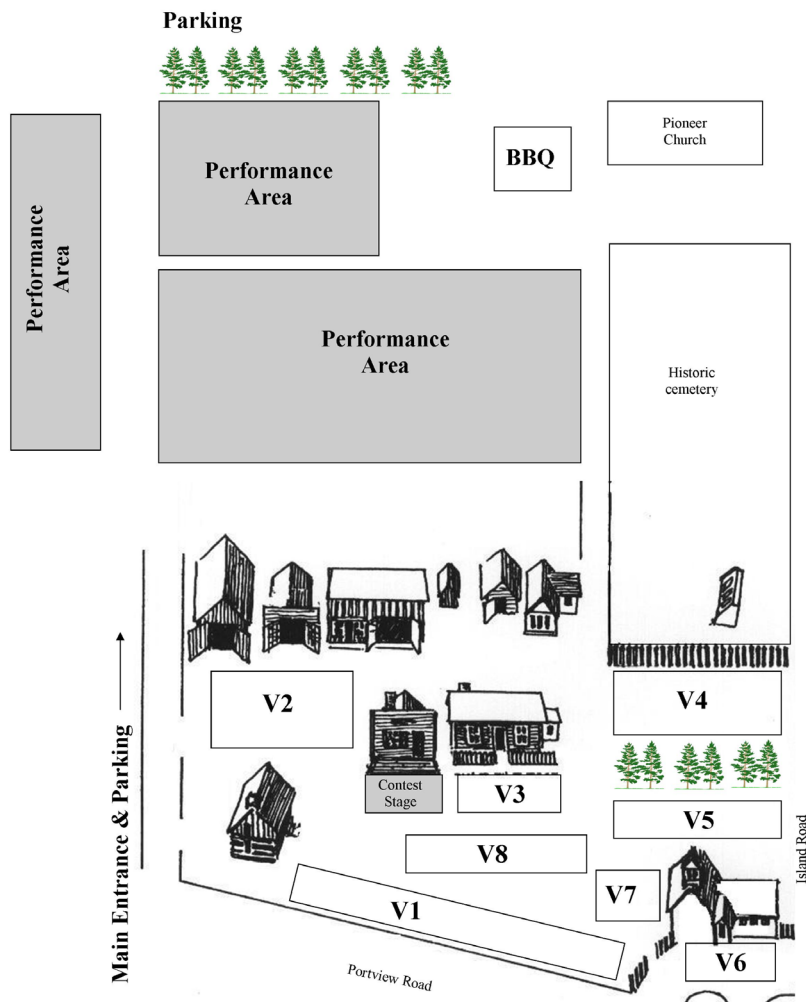 Parking
Performance
Area
BBQ
Pioneer
Church
Performance
Area
Performance
Area
Historic
cemetery
Main Entrance & Parking
V2
V4
Contest
Stage
V3
V5
V8
V7
V1
V6
Island Road
Portview Road